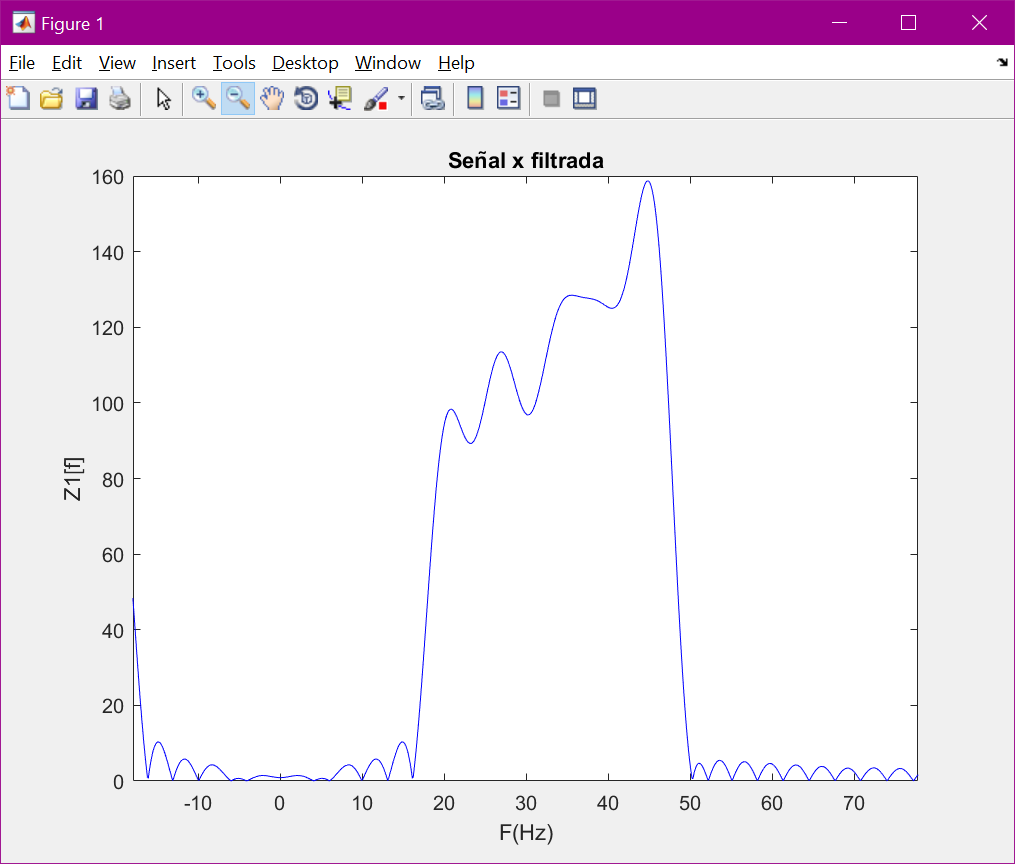 Figure 1
File Edit View Insert Tools Desktop Window Help
Señal x filtrada
160
140
120
100
80
60
40
20
0
Z1[f]
-10 0 10 20 30 40 50 60 70
F(Hz)